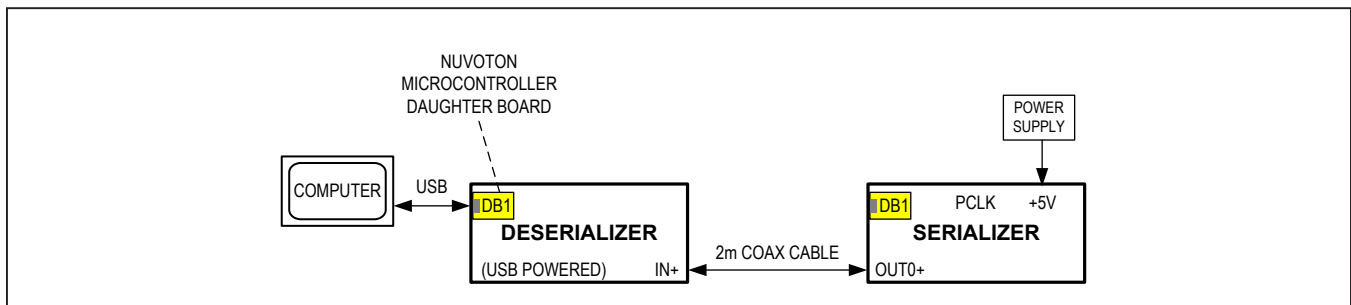 NUVOTON
MICROCONTROLLER
DAUGHTER BOARD
POWER
SUPPLY
COMPUTER
USB
DB1
DESERIALIZER
(USB POWERED) IN+
2m COAX CABLE
DB1 PCLK +5V
SERIALIZER
OUT0+